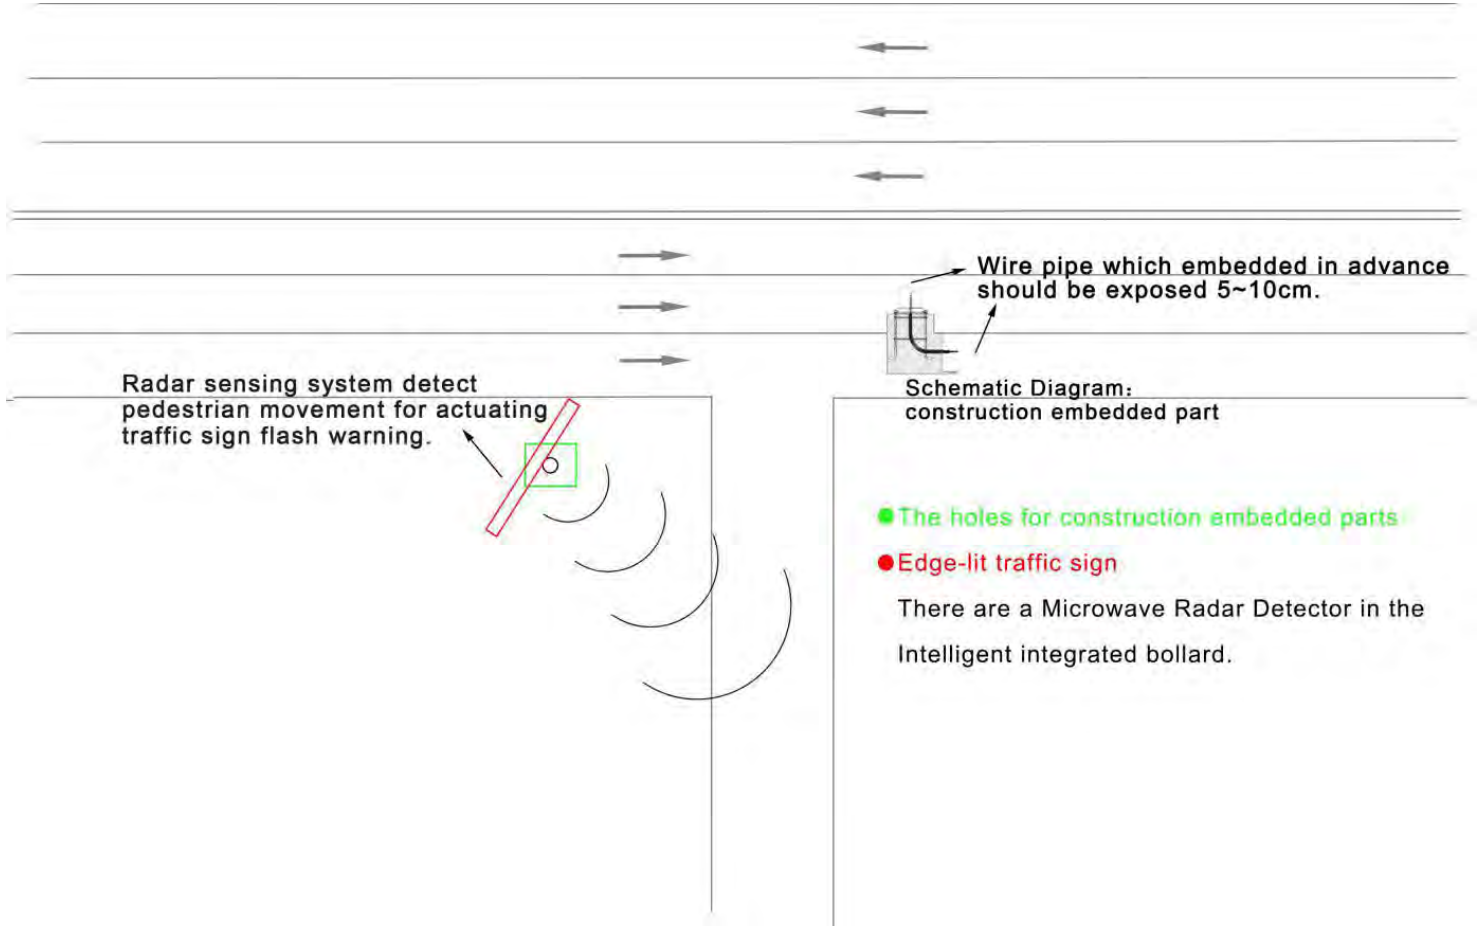 Wire pipe which embedded in advance
should be exposed 5~10cm.
Radar sensing system detect
pedestrian movement for actuating
traffic sign flash warning.
Schematic Diagram:
construction embedded part
The holes for construction embedded parts
Edge-lit traffic sign
There are a Microwave Radar Detector in the
Intelligent integrated bollard.